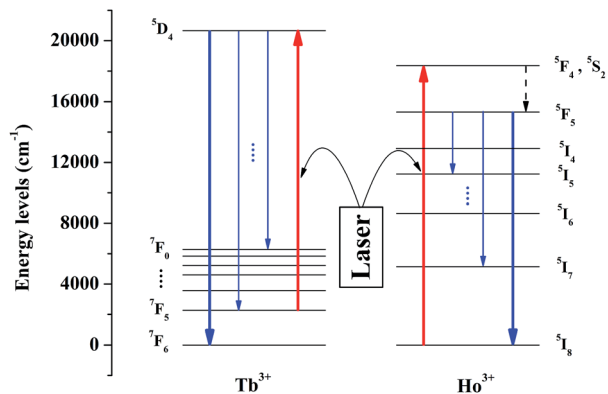 Energy levels (cm⁻¹)
20000
16000
12000
8000
4000
0
⁵D₄
⁷F₀
⁷F₅
⁷F₆
Tb³⁺
Laser
⁵F₄ , ⁵S₂
⁵F₅
⁵I₄
⁵I₅
⁵I₆
⁵I₇
⁵I₈
Ho³⁺